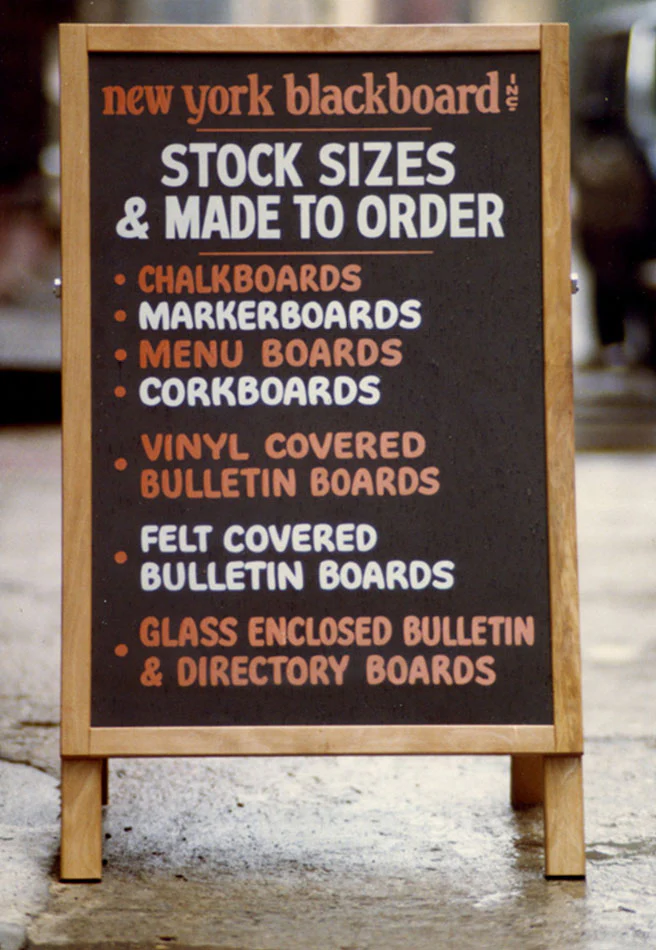 new york blackboard INC
STOCK SIZES
& MADE TO ORDER
• CHALKBOARDS
• MARKERBOARDS
• MENU BOARDS
• CORKBOARDS
• VINYL COVERED
BULLETIN BOARDS
• FELT COVERED
BULLETIN BOARDS
• GLASS ENCLOSED BULLETIN
& DIRECTORY BOARDS